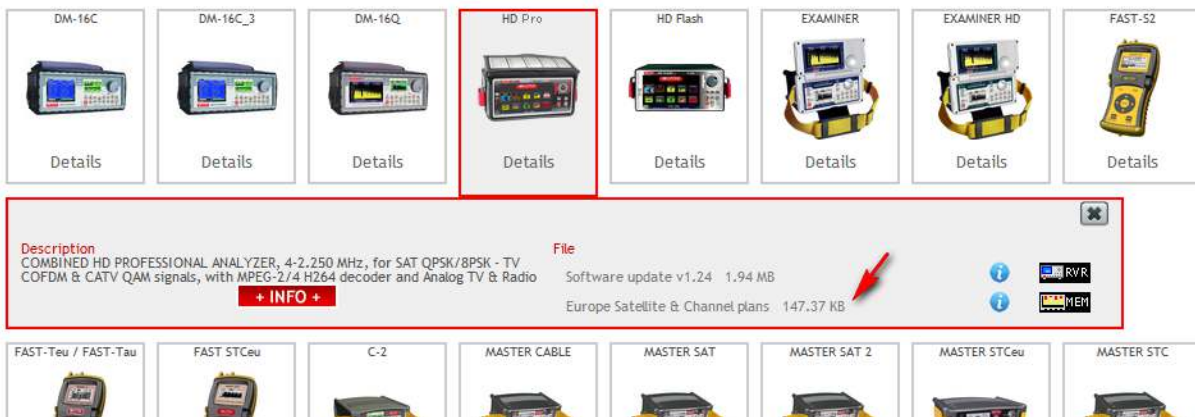 DM-16C
DM-16C_3
DM-16Q
HD Pro
HD Flash
EXAMINER
EXAMINER HD
FAST-S2
Details
Details
Details
Details
Details
Details
Details
Details
Description
COMBINED HD PROFESSIONAL ANALYZER, 4-2.250 MHz, for SAT QPSK/8PSK - TV
COFDM & CATV QAM signals, with MPEG-2/4 H264 decoder and Analog TV & Radio
+ INFO +
File
Software update v1.24 1.94 MB
RVR
Europe Satellite & Channel plans 147.37 KB
MEM
FAST-Teu / FAST-Tau
FAST STCeu
C-2
MASTER CABLE
MASTER SAT
MASTER SAT 2
MASTER STCeu
MASTER STC